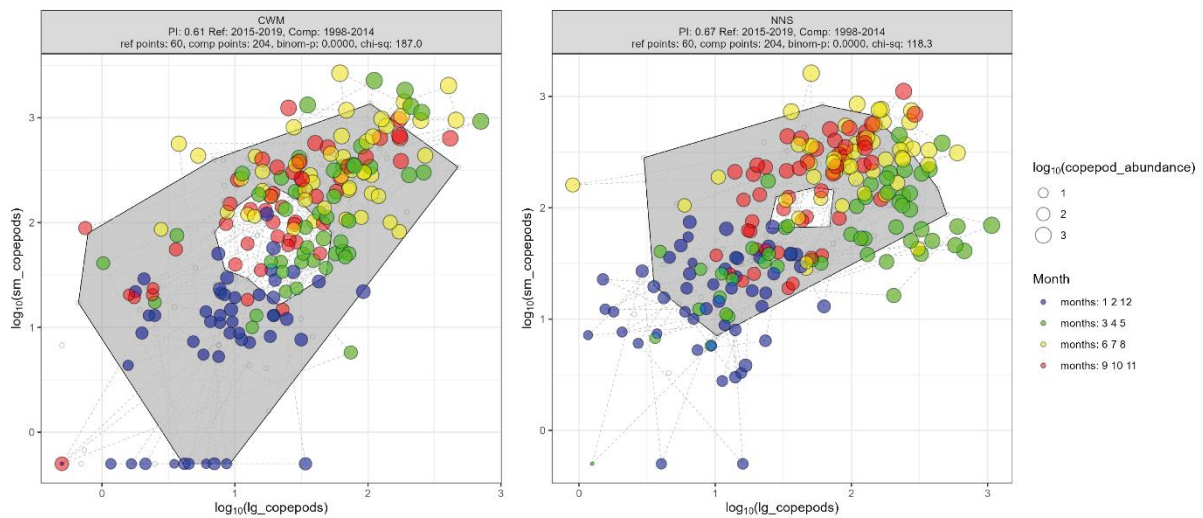 CWM
PI: 0.61 Ref: 2015-2019, Comp: 1998-2014
ref points: 60, comp points: 204, binom-p: 0.0000, chi-sq: 187.0
log₁₀(sm_copepods)
3
2
1
0
0
1
2
3
log₁₀(lg_copepods)
NNS
PI: 0.67 Ref: 2015-2019, Comp: 1998-2014
ref points: 60, comp points: 204, binom-p: 0.0000, chi-sq: 118.3
log₁₀(sm_copepods)
3
2
1
0
0
1
2
3
log₁₀(lg_copepods)
log₁₀(copepod_abundance)
1
2
3
Month
months: 1 2 12
months: 3 4 5
months: 6 7 8
months: 9 10 11